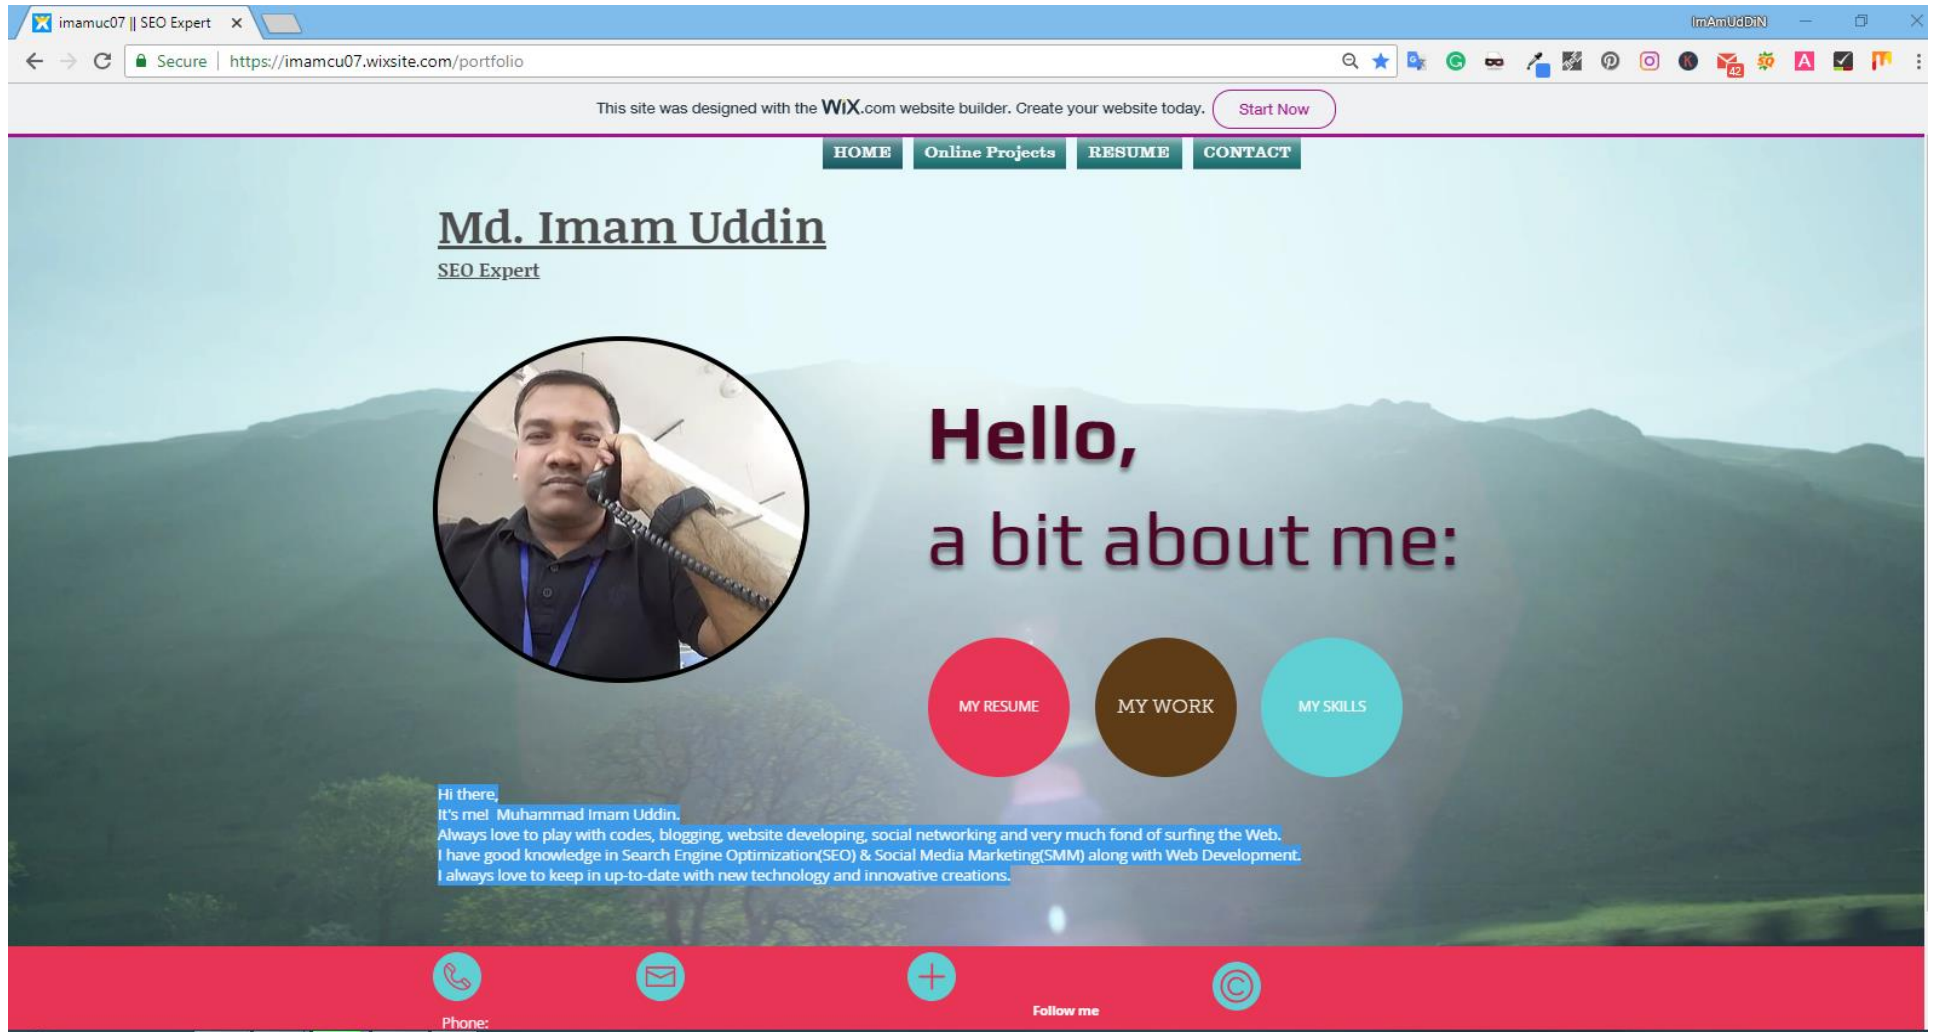 imamuc07 || SEO Expert
ImAmUdDiN
Secure
https://imamcu07.wixsite.com/portfolio
42
This site was designed with the WiX.com website builder. Create your website today.
Start Now
HOME
Online Projects
RESUME
CONTACT
Md. Imam Uddin
SEO Expert
Hello,
a bit about me:
MY RESUME
MY WORK
MY SKILLS
Hi there,
It's me! Muhammad Imam Uddin.
Always love to play with codes, blogging, website developing, social networking and very much fond of surfing the Web.
I have good knowledge in Search Engine Optimization(SEO) & Social Media Marketing(SMM) along with Web Development.
I always love to keep in up-to-date with new technology and innovative creations.
Follow me
Phone: